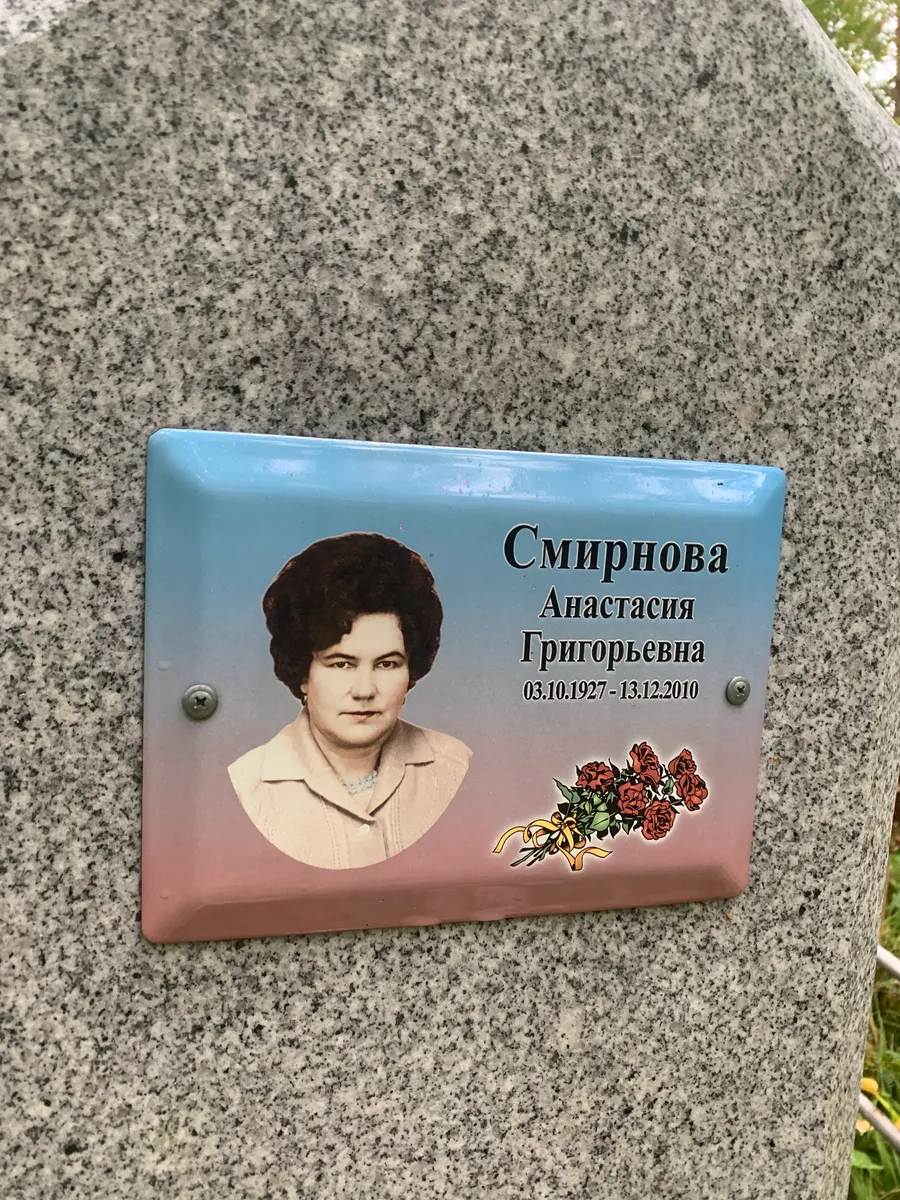 Смирнова
Анастасия
Григорьевна
03.10.1927 - 13.12.2010